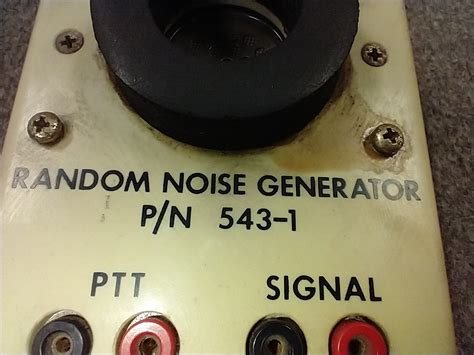 RANDOM NOISE GENERATOR
P/N 543-1
PTT SIGNAL